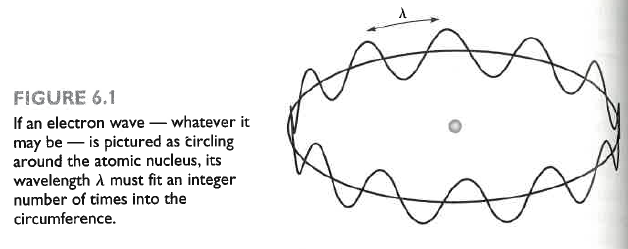 λ
FIGURE 6.1
If an electron wave — whatever it
may be — is pictured as circling
around the atomic nucleus, its
wavelength λ must fit an integer
number of times into the
circumference.